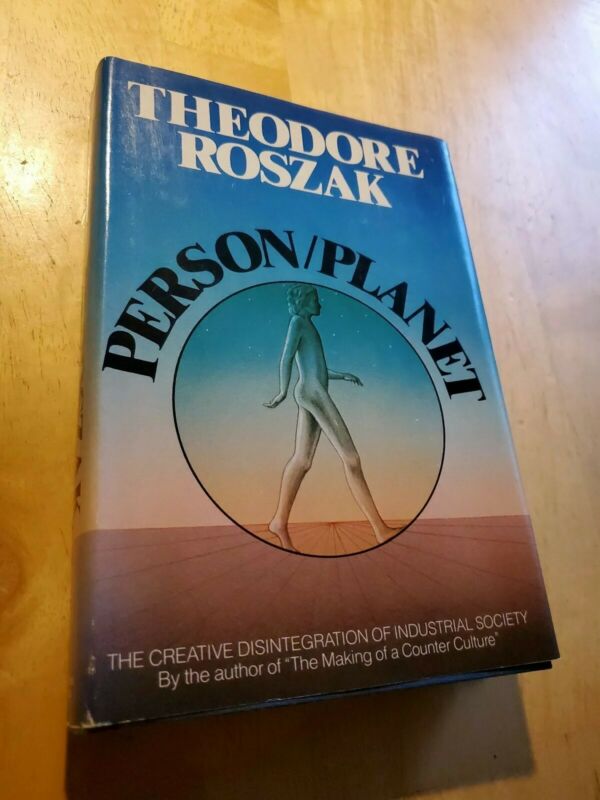 THEODORE
ROSZAK
PERSON/PLANET
THE CREATIVE DISINTEGRATION OF INDUSTRIAL SOCIETY
By the author of "The Making of a Counter Culture"